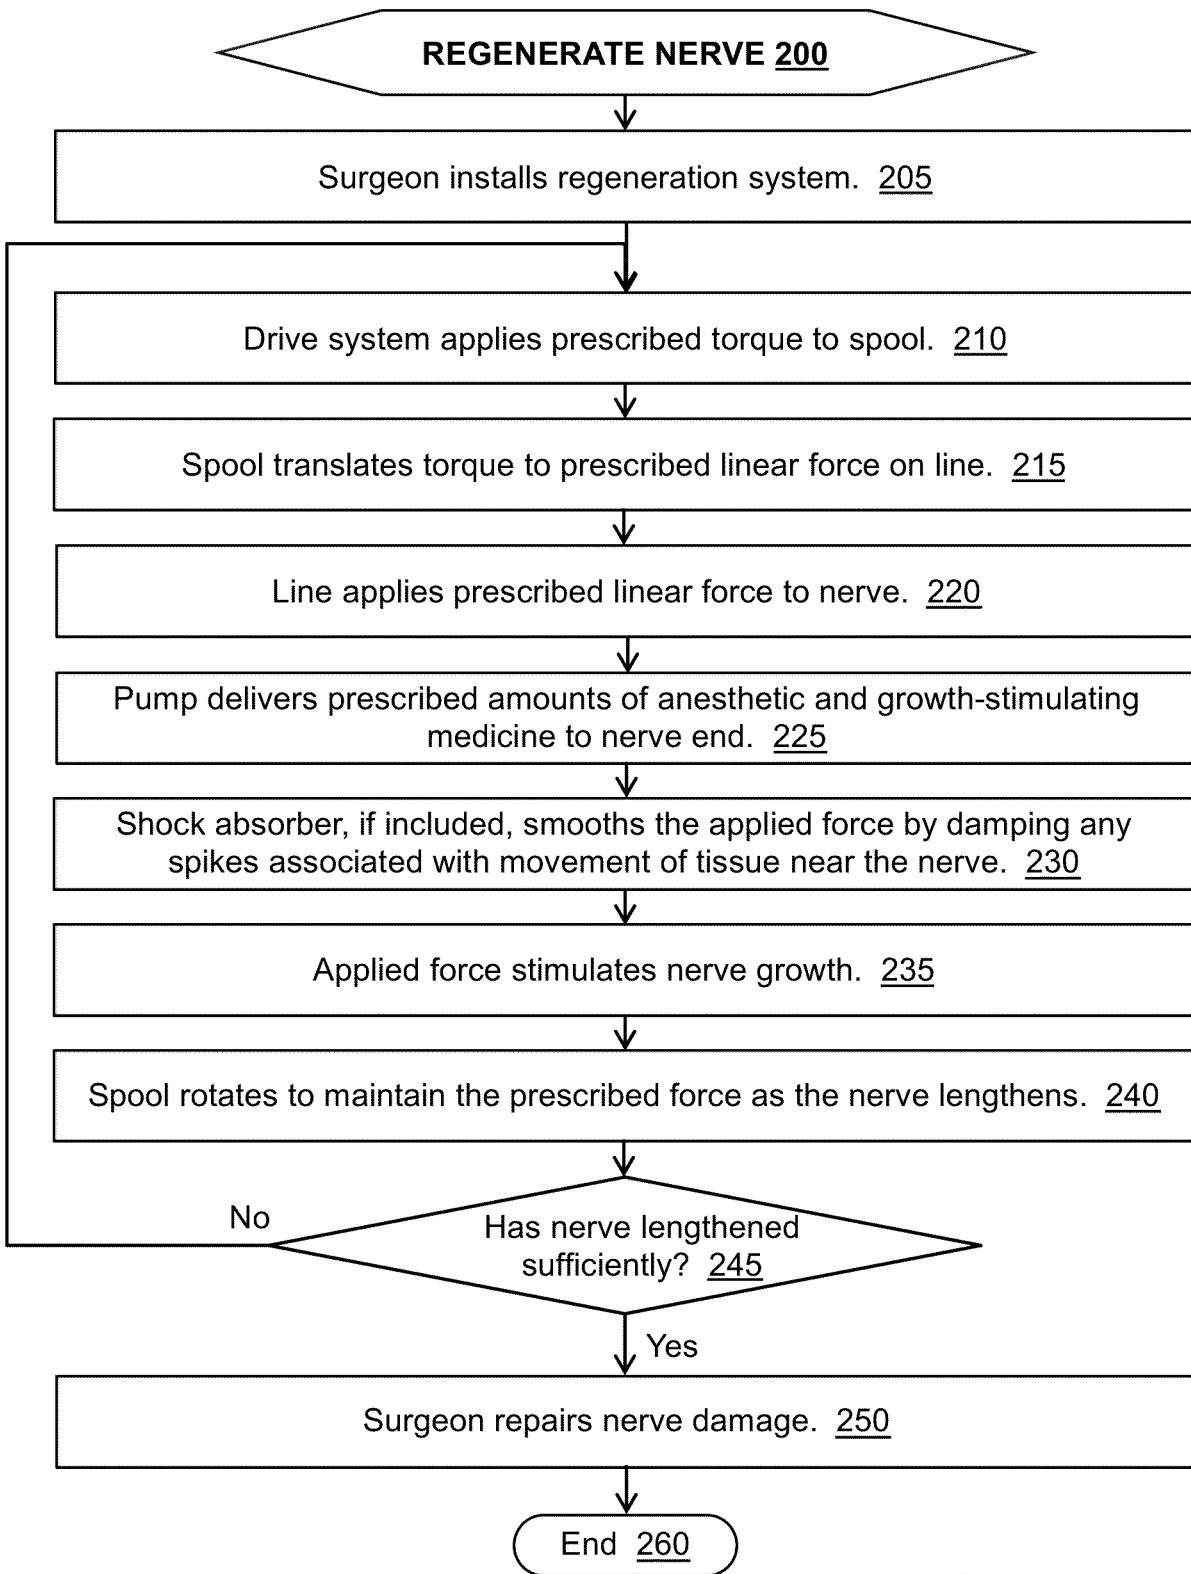 REGENERATE NERVE 200
Surgeon installs regeneration system. 205
Drive system applies prescribed torque to spool. 210
Spool translates torque to prescribed linear force on line. 215
Line applies prescribed linear force to nerve. 220
Pump delivers prescribed amounts of anesthetic and growth-stimulating
medicine to nerve end. 225
Shock absorber, if included, smooths the applied force by damping any
spikes associated with movement of tissue near the nerve. 230
Applied force stimulates nerve growth. 235
Spool rotates to maintain the prescribed force as the nerve lengthens. 240
No
Has nerve lengthened
sufficiently? 245
Yes
Surgeon repairs nerve damage. 250
End 260